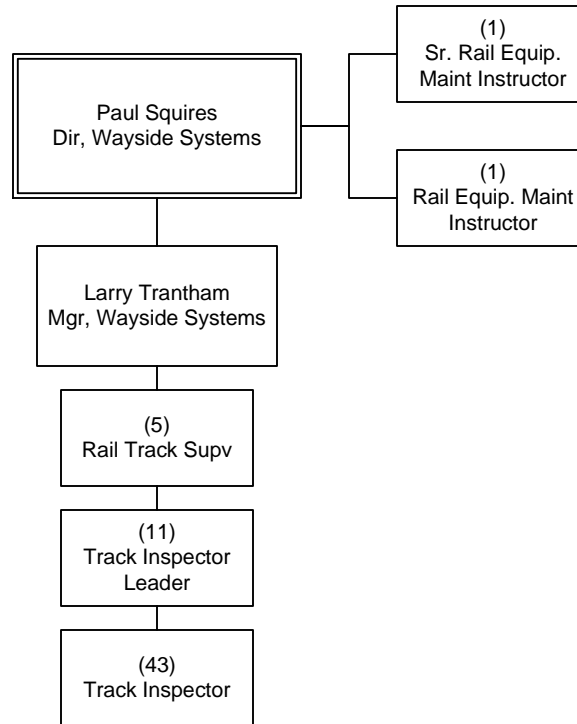 (1)
Sr. Rail Equip.
Maint Instructor
Paul Squires
Dir, Wayside Systems
(1)
Rail Equip. Maint
Instructor
Larry Trantham
Mgr, Wayside Systems
(5)
Rail Track Supv
(11)
Track Inspector
Leader
(43)
Track Inspector